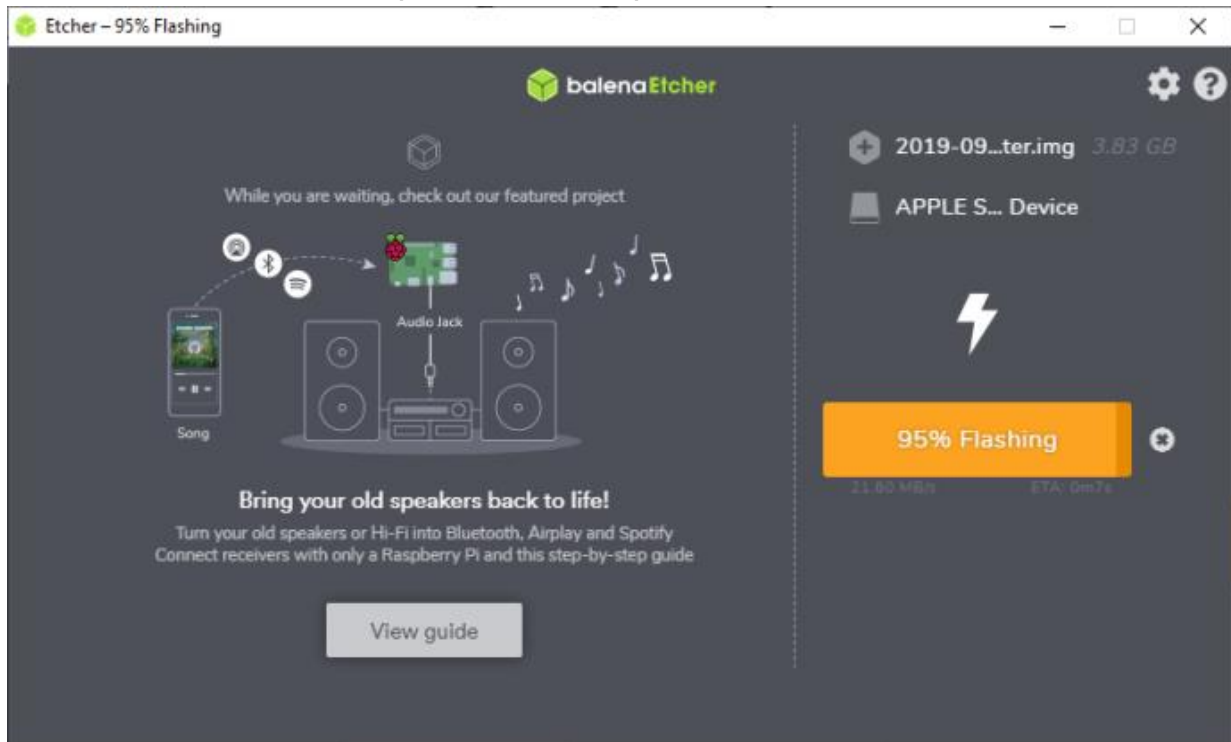 Etcher – 95% Flashing
balenaEtcher
While you are waiting, check out our featured project
Audio Jack
Song
Bring your old speakers back to life!
Turn your old speakers or Hi-Fi into Bluetooth, Airplay and Spotify
Connect receivers with only a Raspberry Pi and this step-by-step guide
View guide
2019-09...ter.img 3.83 GB
APPLE S... Device
95% Flashing
21.60 MB/s ETA: 0m7s